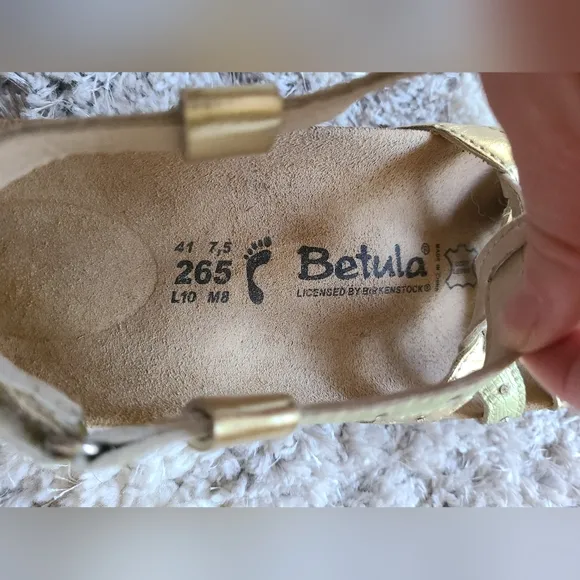 41 7,5
265
L10 M8
Betula®
LICENSED BY BIRKENSTOCK®